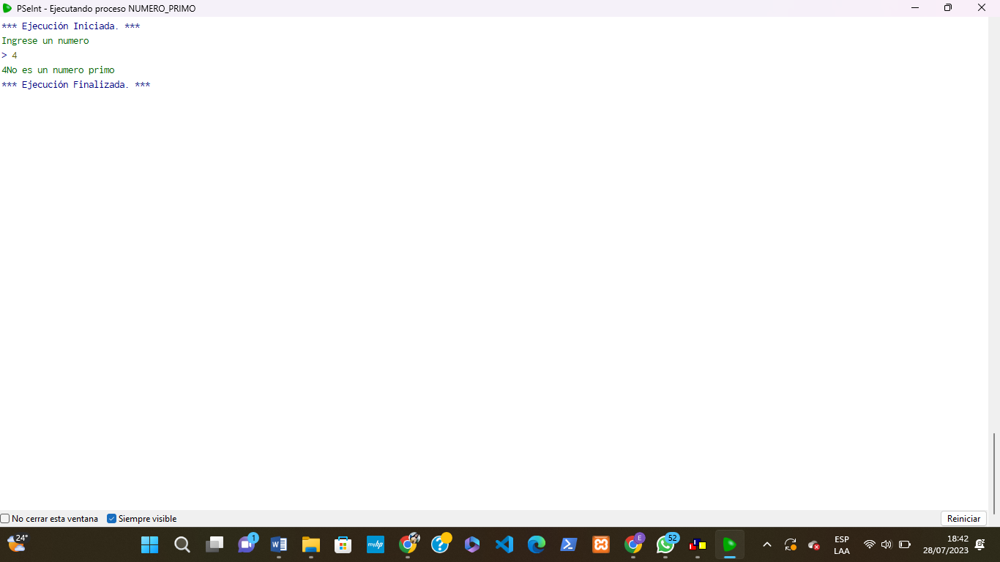 PSeInt - Ejecutando proceso NUMERO_PRIMO
*** Ejecución Iniciada. ***
Ingrese un numero
> 4
4No es un numero primo
*** Ejecución Finalizada. ***
No cerrar esta ventana Siempre visible Reiniciar
24°
1
myhp
E
52
ESP
LAA
18:42
28/07/2023